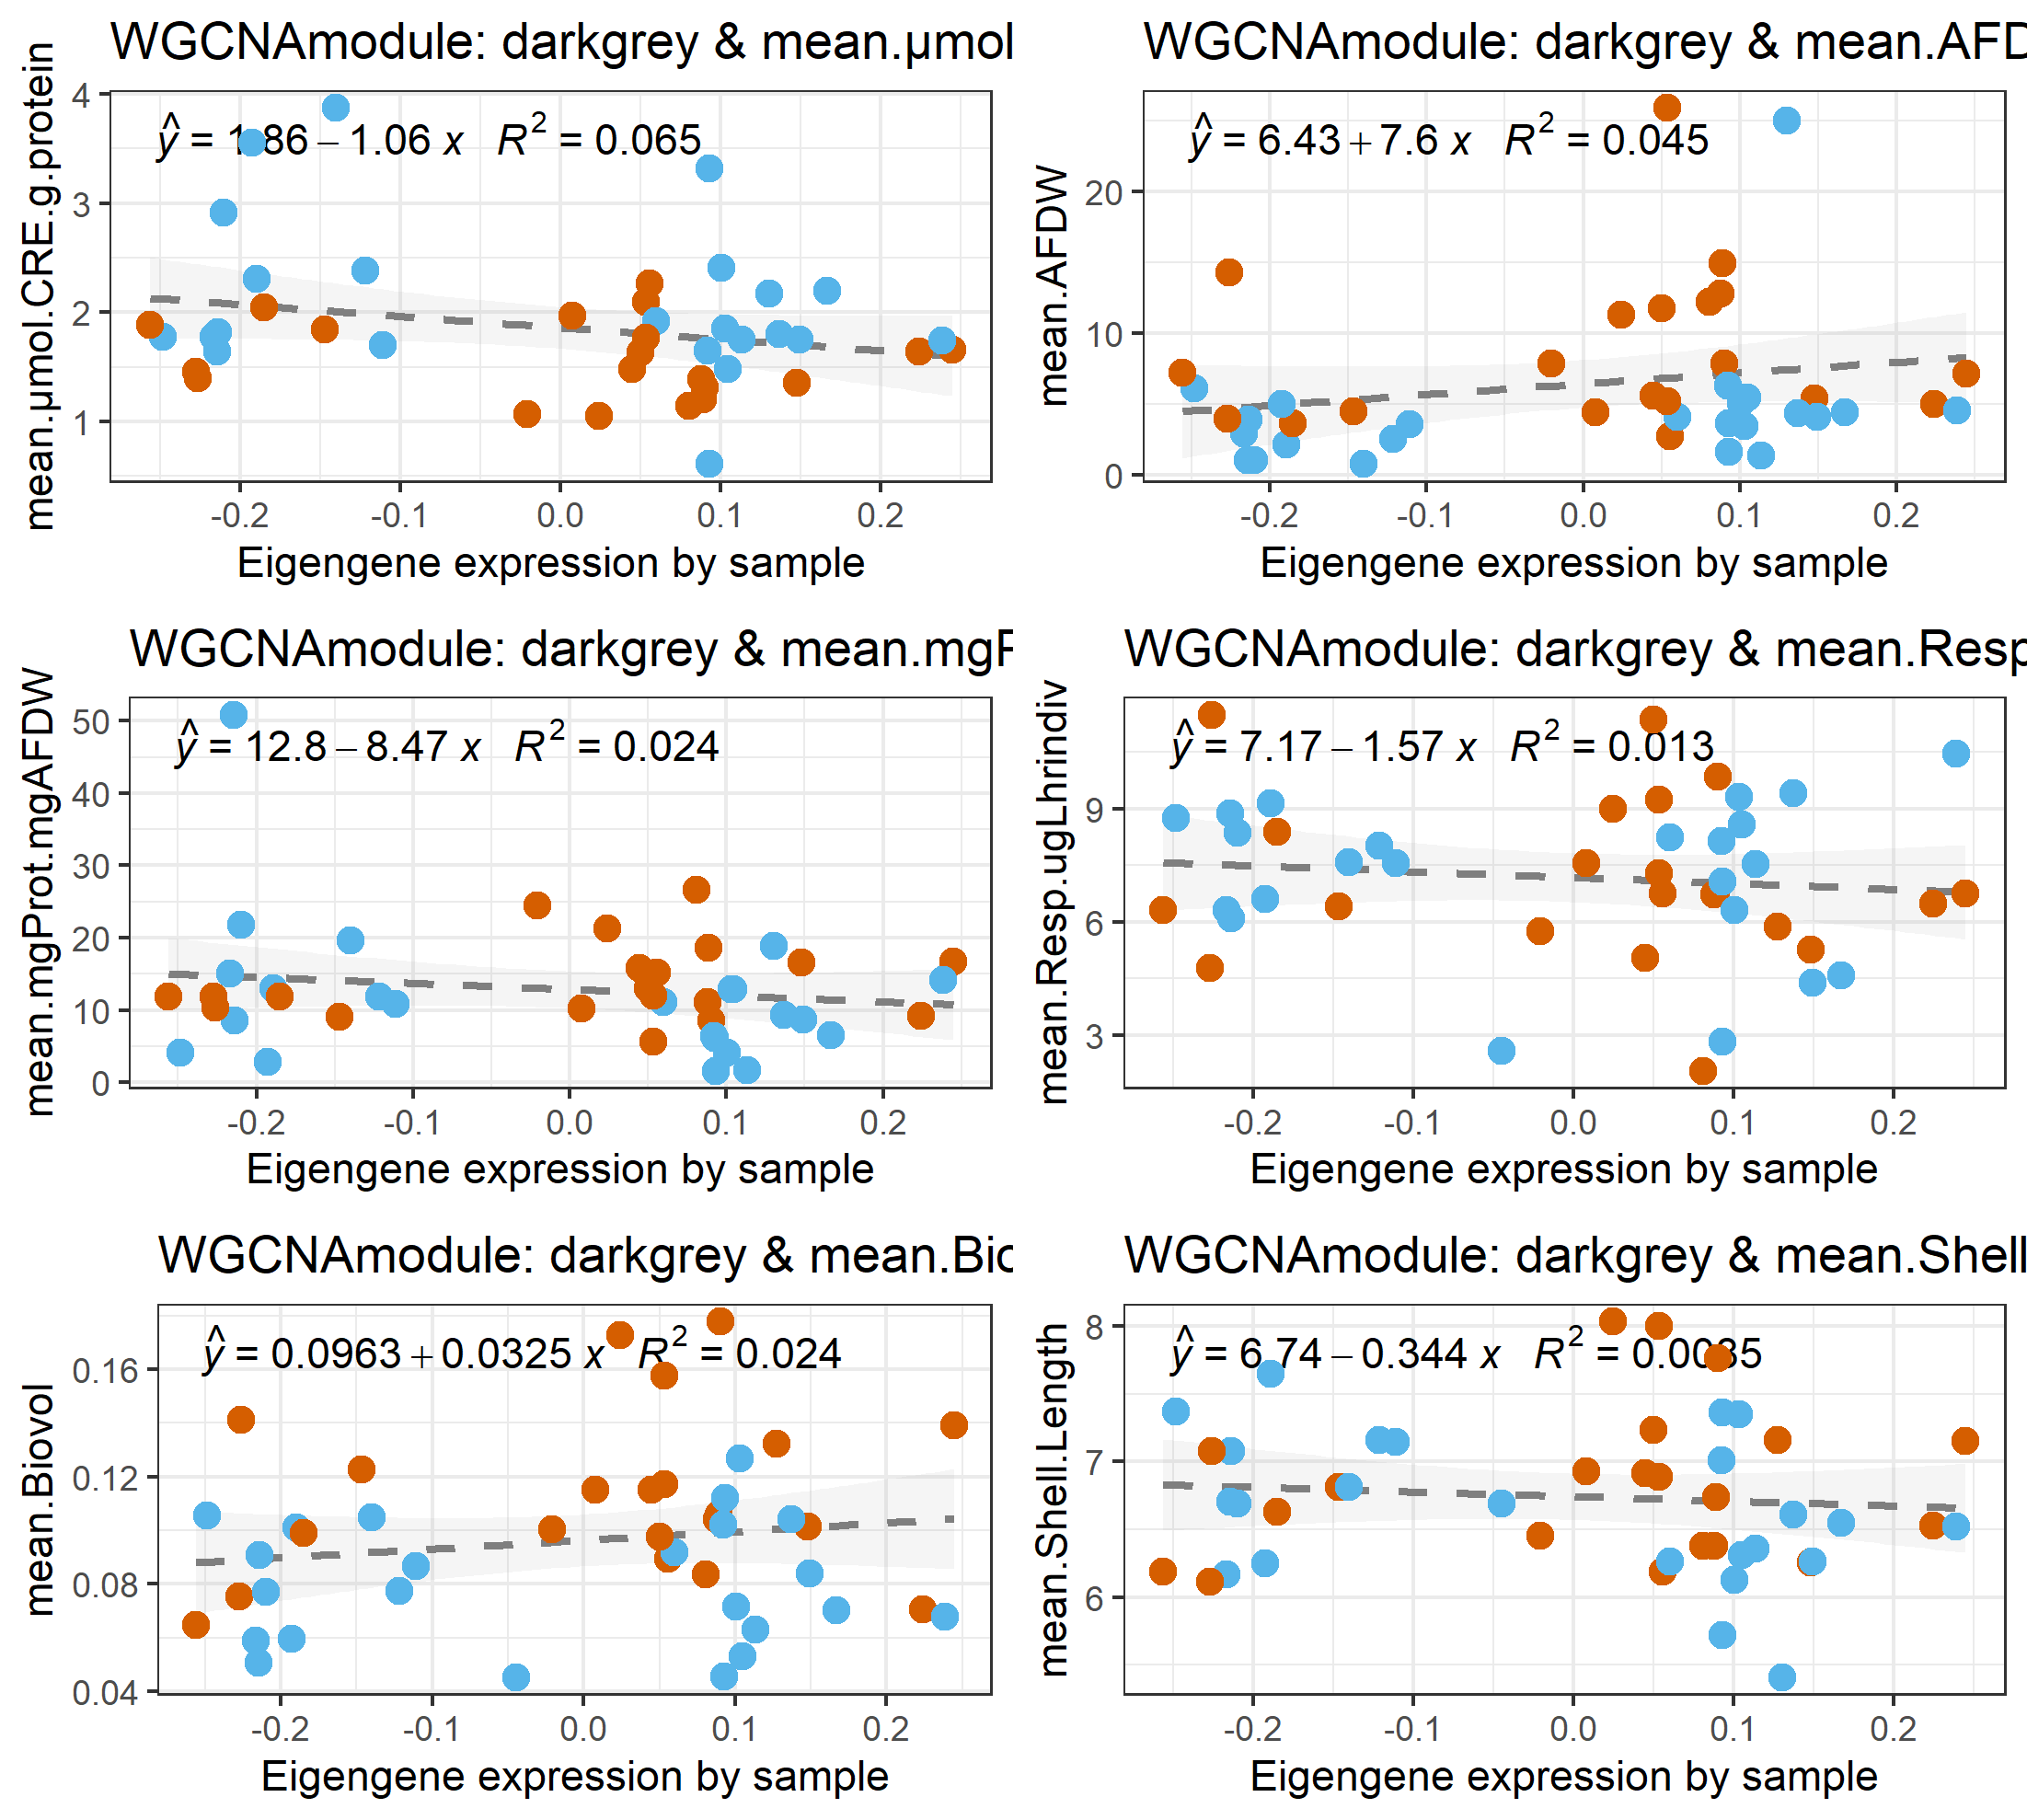 WGCNAmodule: darkgrey & mean.µmol
ŷ = 1.86 − 1.06 x R² = 0.065
mean.µmol.CRE.g.protein
4
3
2
1
-0.2 -0.1 0.0 0.1 0.2
Eigengene expression by sample
WGCNAmodule: darkgrey & mean.AFD
ŷ = 6.43 + 7.6 x R² = 0.045
mean.AFDW
20
10
0
-0.2 -0.1 0.0 0.1 0.2
Eigengene expression by sample
WGCNAmodule: darkgrey & mean.mgP
ŷ = 12.8 − 8.47 x R² = 0.024
mean.mgProt.mgAFDW
50
40
30
20
10
0
-0.2 -0.1 0.0 0.1 0.2
Eigengene expression by sample
WGCNAmodule: darkgrey & mean.Resp
ŷ = 7.17 − 1.57 x R² = 0.013
mean.Resp.ugLhrindiv
9
6
3
-0.2 -0.1 0.0 0.1 0.2
Eigengene expression by sample
WGCNAmodule: darkgrey & mean.Bio
ŷ = 0.0963 + 0.0325 x R² = 0.024
mean.Biovol
0.16
0.12
0.08
0.04
-0.2 -0.1 0.0 0.1 0.2
Eigengene expression by sample
WGCNAmodule: darkgrey & mean.Shell
ŷ = 6.74 − 0.344 x R² = 0.0035
mean.Shell.Length
8
7
6
-0.2 -0.1 0.0 0.1 0.2
Eigengene expression by sample